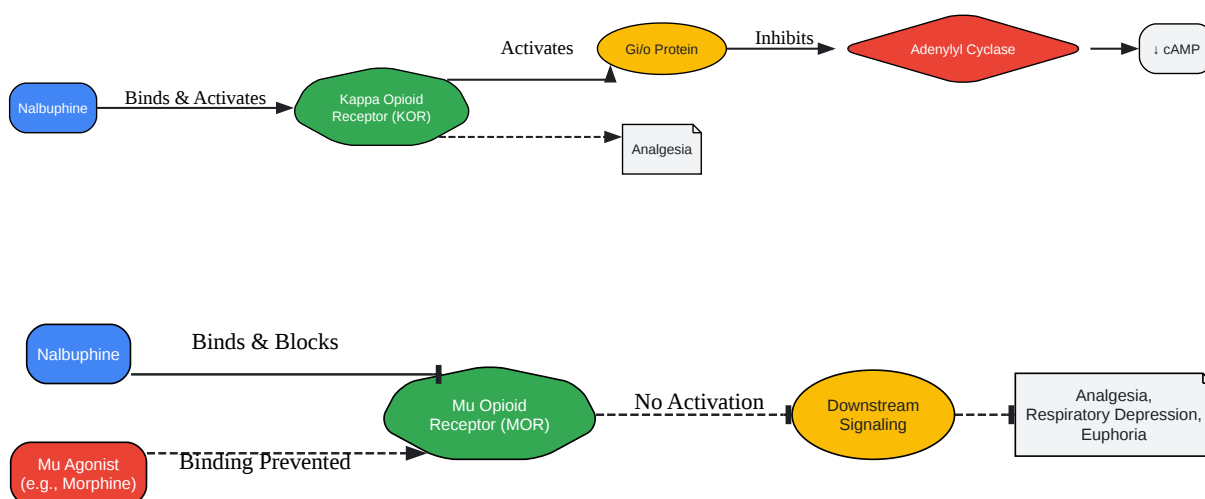 Activates
Gi/o Protein
Inhibits
Adenylyl Cyclase
↓ cAMP
Nalbuphine
Binds & Activates
Kappa Opioid
Receptor (KOR)
Analgesia
Nalbuphine
Binds & Blocks
Mu Opioid
Receptor (MOR)
No Activation
Downstream
Signaling
Analgesia,
Respiratory Depression,
Euphoria
Mu Agonist
(e.g., Morphine)
Binding Prevented